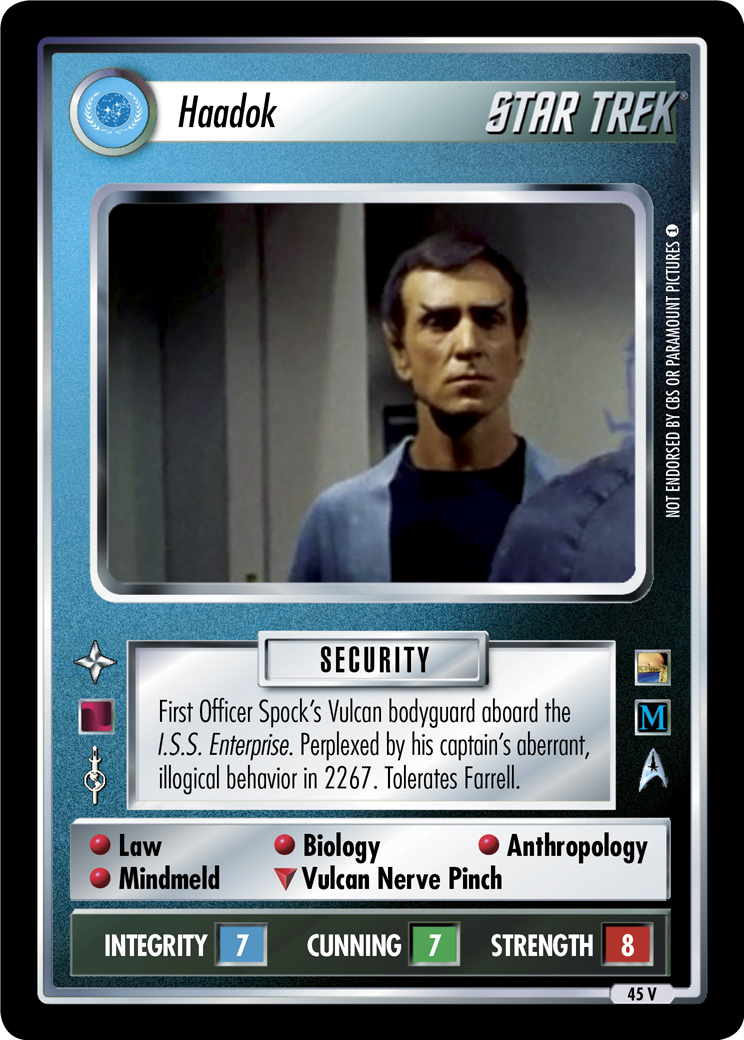 Haadok
STAR TREK®
NOT ENDORSED BY CBS OR PARAMOUNT PICTURES 1
SECURITY
First Officer Spock's Vulcan bodyguard aboard the
I.S.S. Enterprise. Perplexed by his captain's aberrant,
illogical behavior in 2267. Tolerates Farrell.
M
Law Biology Anthropology
Mindmeld Vulcan Nerve Pinch
INTEGRITY 7 CUNNING 7 STRENGTH 8
45 V